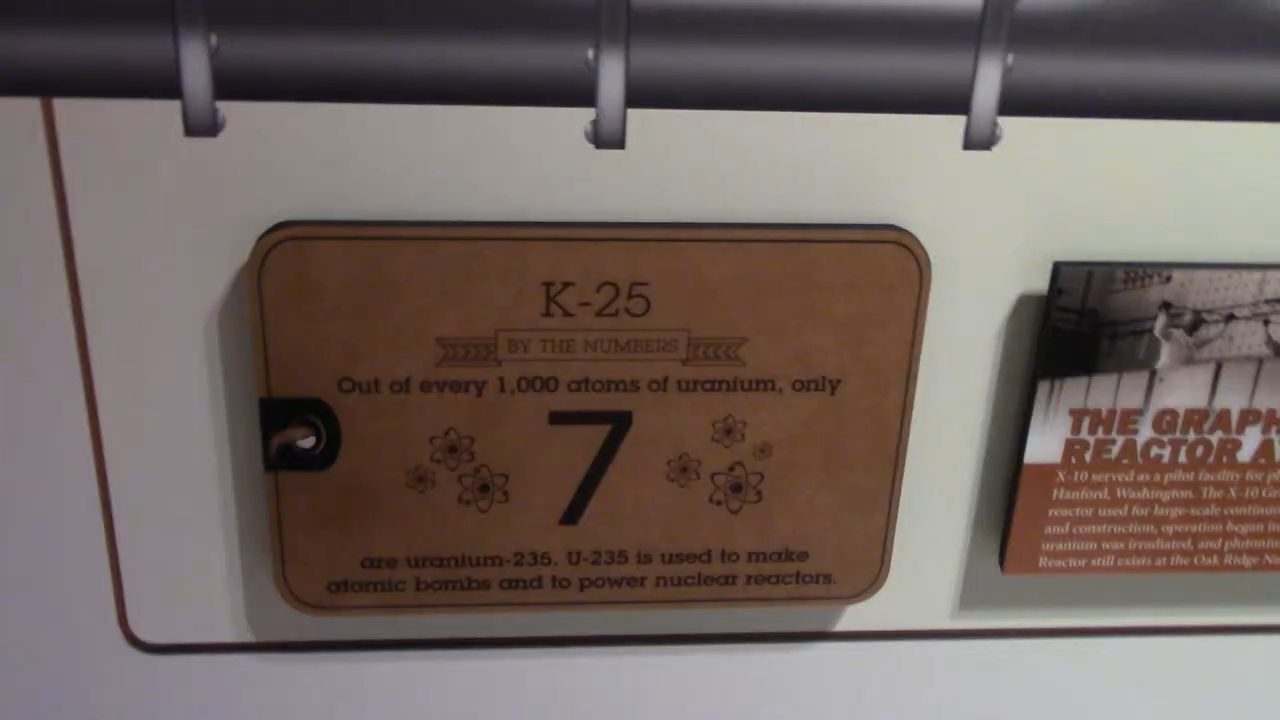 K-25
BY THE NUMBERS
Out of every 1,000 atoms of uranium, only
7
are uranium-235. U-235 is used to make
atomic bombs and to power nuclear reactors.
THE GRAPH
REACTOR A
X-10 served as a pilot facility for
Hanford, Washington. The X-10 G
reactor used for large-scale continu
and construction, operation began in
uranium was irradiated, and plutoni
Reactor still exists at the Oak Ridge N